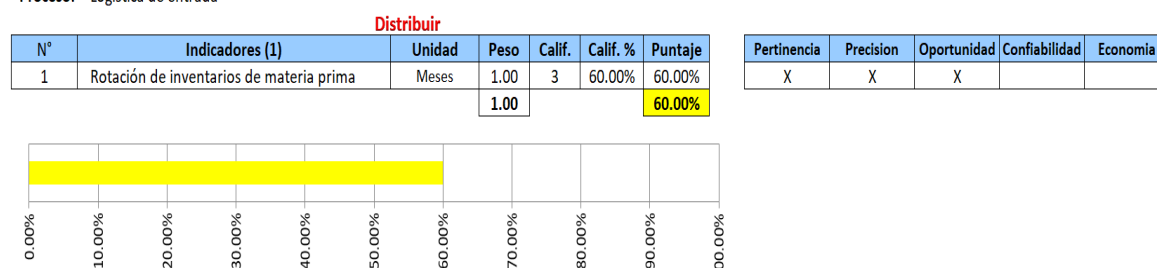 Distribuir
N° Indicadores (1) Unidad Peso Calif. Calif. % Puntaje Pertinencia Precision Oportunidad Confiabilidad Economia
1 Rotación de inventarios de materia prima Meses 1.00 3 60.00% 60.00% X X X
1.00 60.00%
0.00% 10.00% 20.00% 30.00% 40.00% 50.00% 60.00% 70.00% 80.00% 90.00% 00.00%